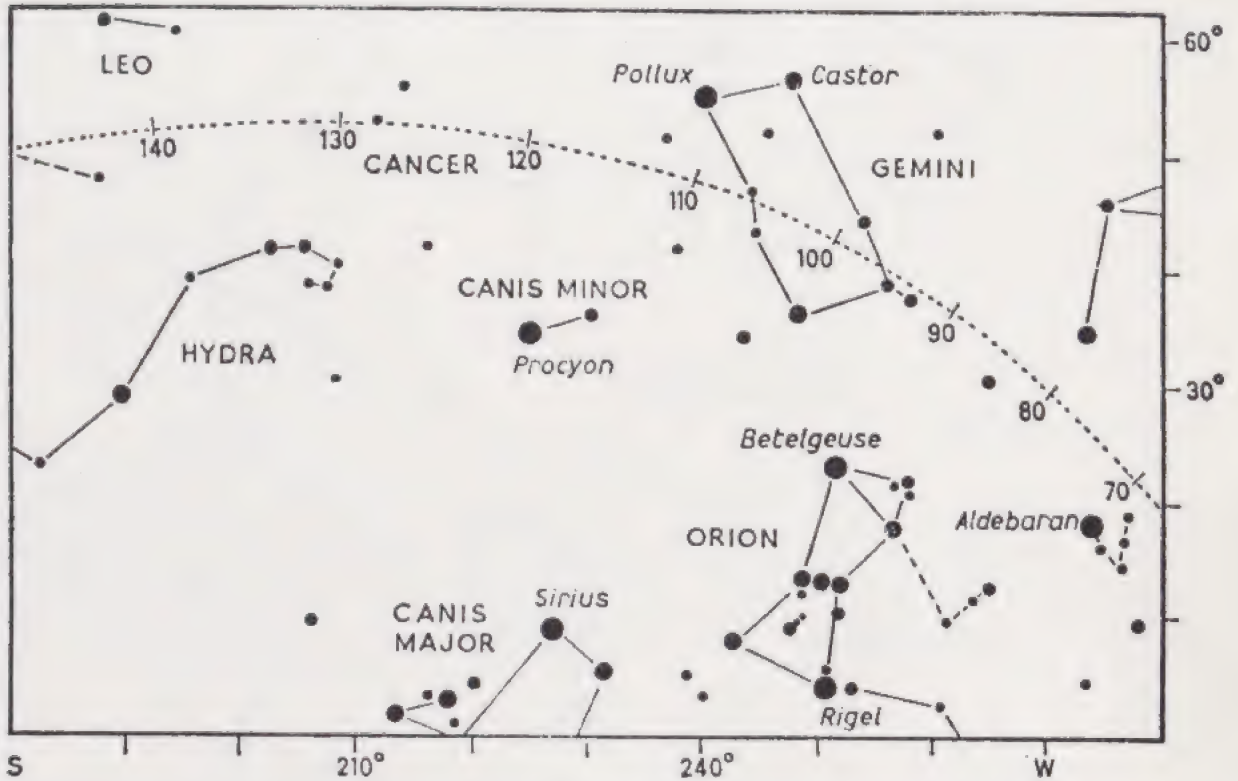 60°
LEO
Pollux
Castor
140
130
120
CANCER
GEMINI
110
100
CANIS MINOR
HYDRA
Procyon
90
30°
80
Betelgeuse
70
Aldebaran
ORION
Sirius
CANIS
MAJOR
Rigel
S
210°
240°
W